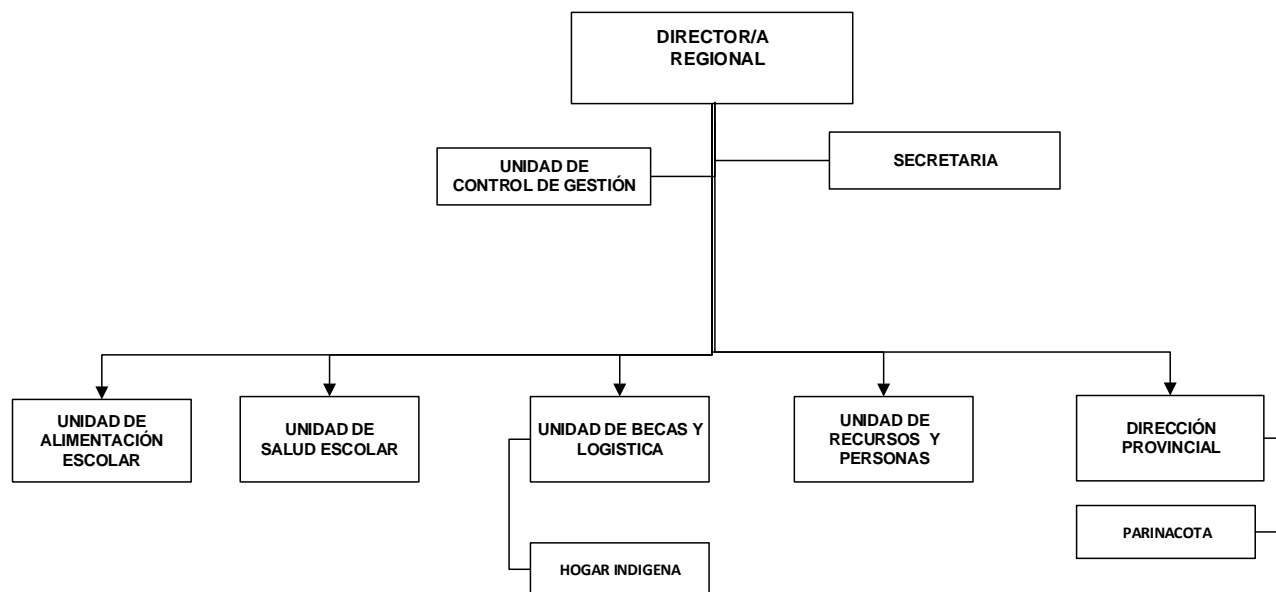 DIRECTOR/A
REGIONAL
UNIDAD DE
CONTROL DE GESTIÓN
SECRETARIA
UNIDAD DE
ALIMENTACIÓN
ESCOLAR
UNIDAD DE
SALUD ESCOLAR
UNIDAD DE BECAS Y
LOGISTICA
UNIDAD DE
RECURSOS Y
PERSONAS
DIRECCIÓN
PROVINCIAL
HOGAR INDIGENA
PARINACOTA